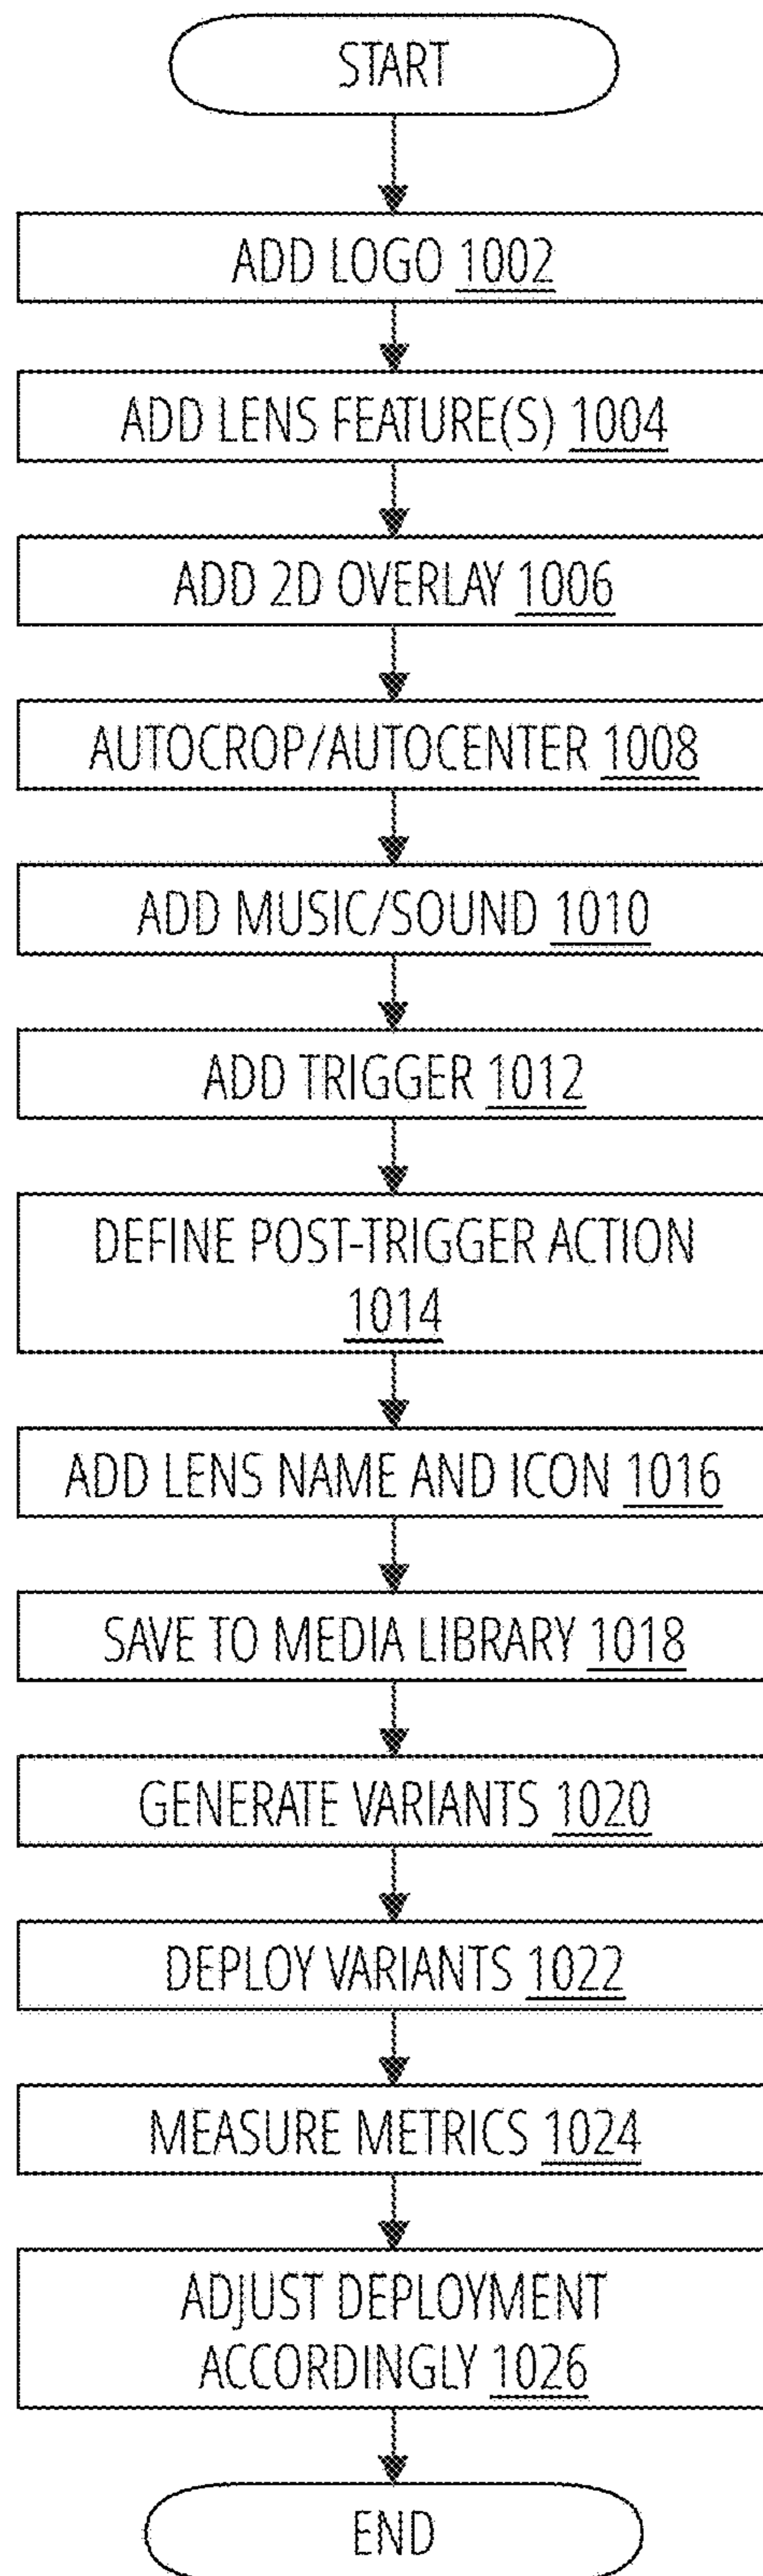 START
ADD LOGO 1002
ADD LENS FEATURE(S) 1004
ADD 2D OVERLAY 1006
AUTOCROP/AUTOCENTER 1008
ADD MUSIC/SOUND 1010
ADD TRIGGER 1012
DEFINE POST-TRIGGER ACTION
1014
ADD LENS NAME AND ICON 1016
SAVE TO MEDIA LIBRARY 1018
GENERATE VARIANTS 1020
DEPLOY VARIANTS 1022
MEASURE METRICS 1024
ADJUST DEPLOYMENT
ACCORDINGLY 1026
END